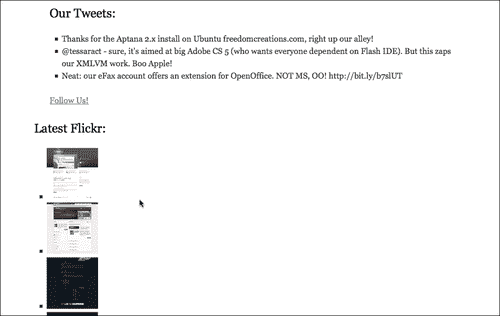 Our Tweets:
Thanks for the Aptana 2.x install on Ubuntu freedomcreations.com, right up our alley!
@tessaract - sure, it's aimed at big Adobe CS 5 (who wants everyone dependent on Flash IDE). But this zaps
our XMLVM work. Boo Apple!
Neat: our eFax account offers an extension for OpenOffice. NOT MS, OO! http://bit.ly/b7slUT
Follow Us!
Latest Flickr: